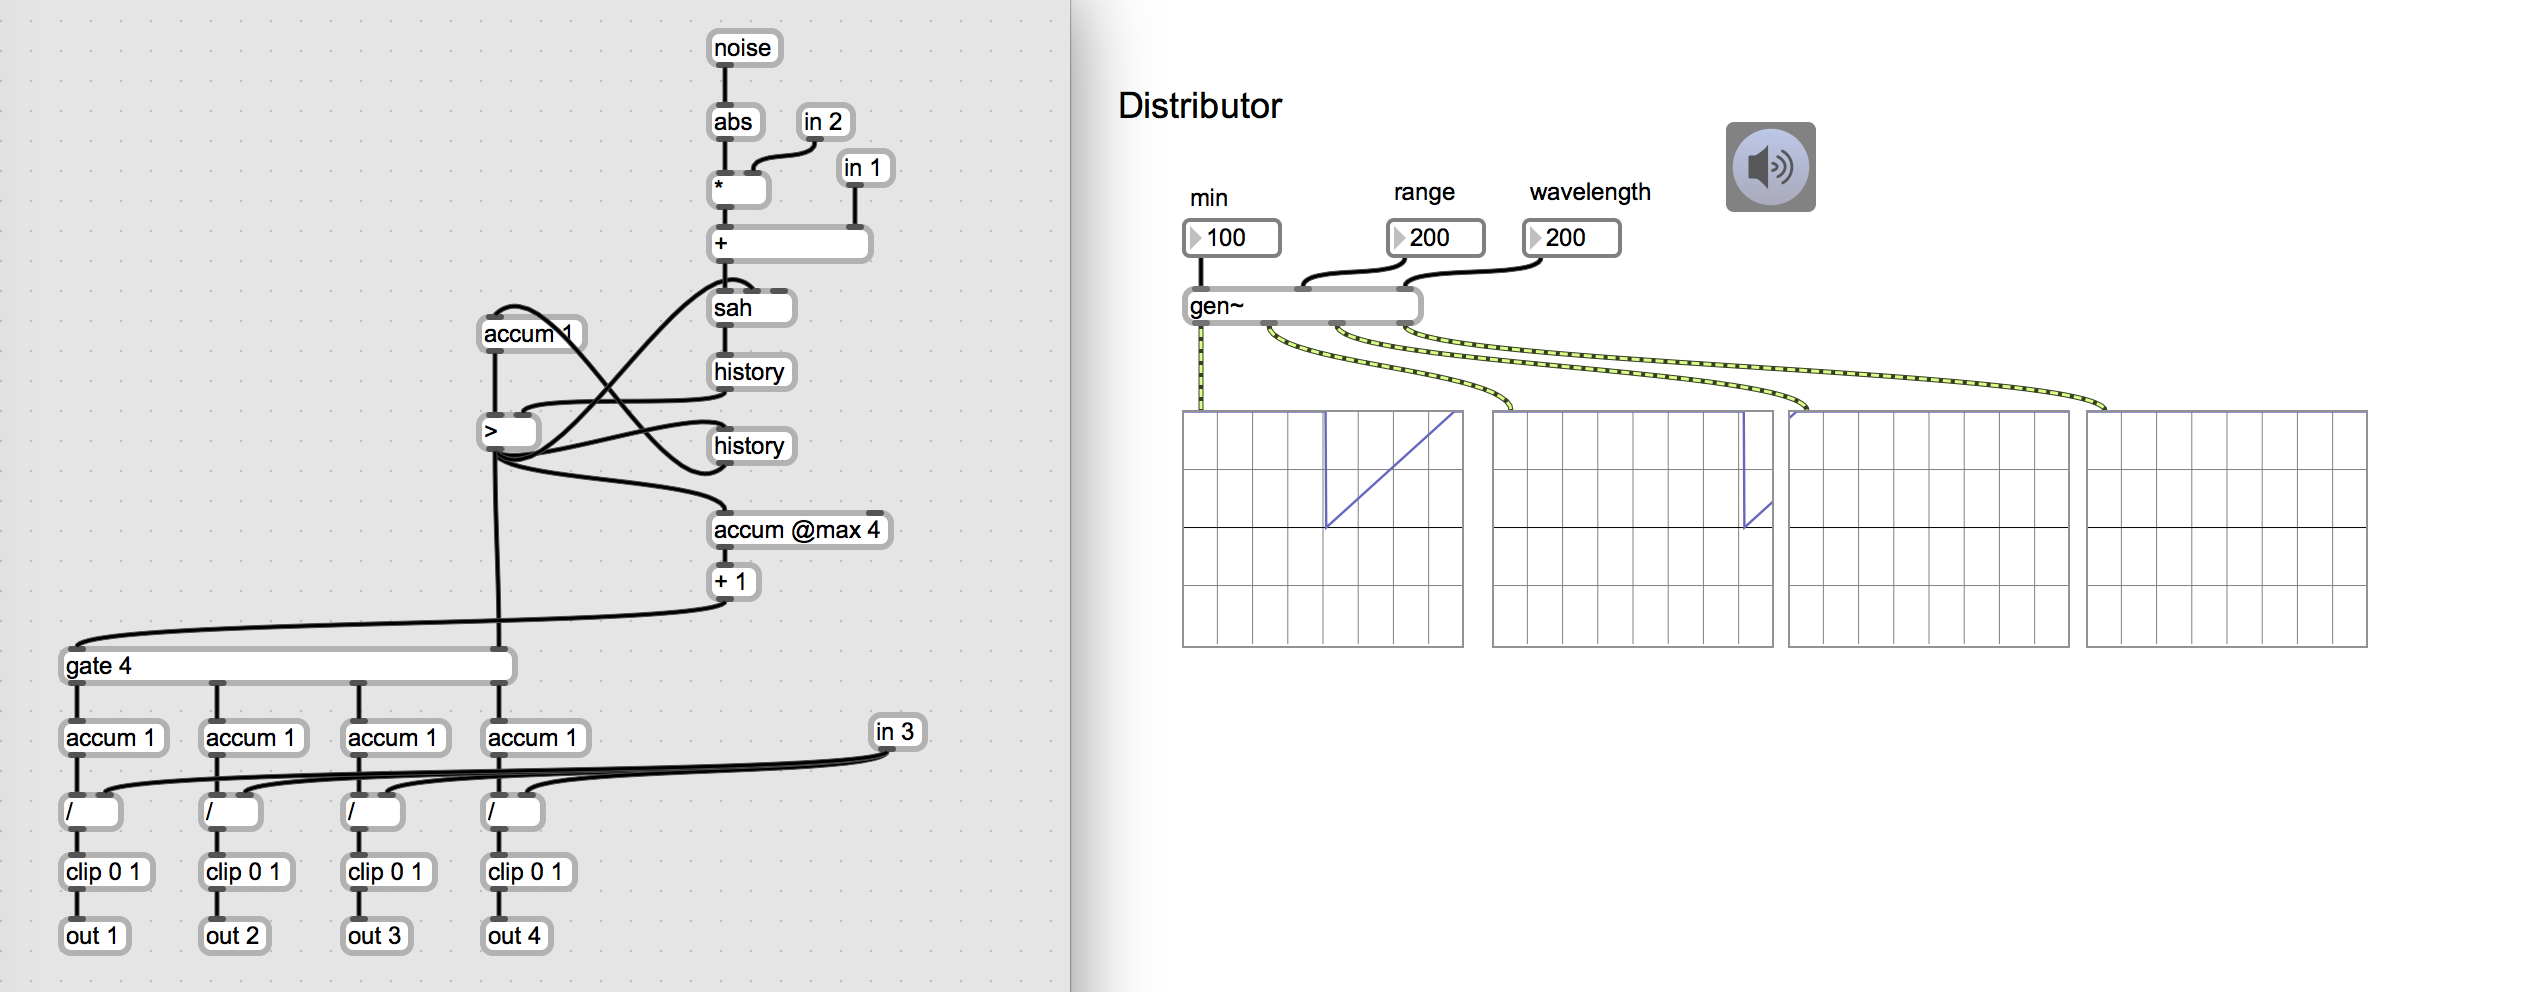 noise
abs
in 2
in 1
*
+
sah
accum 1
history
>
history
accum @max 4
+ 1
gate 4
accum 1
accum 1
accum 1
accum 1
in 3
/
/
/
/
clip 0 1
clip 0 1
clip 0 1
clip 0 1
out 1
out 2
out 3
out 4
Distributor
min
range
wavelength
100
200
200
gen~